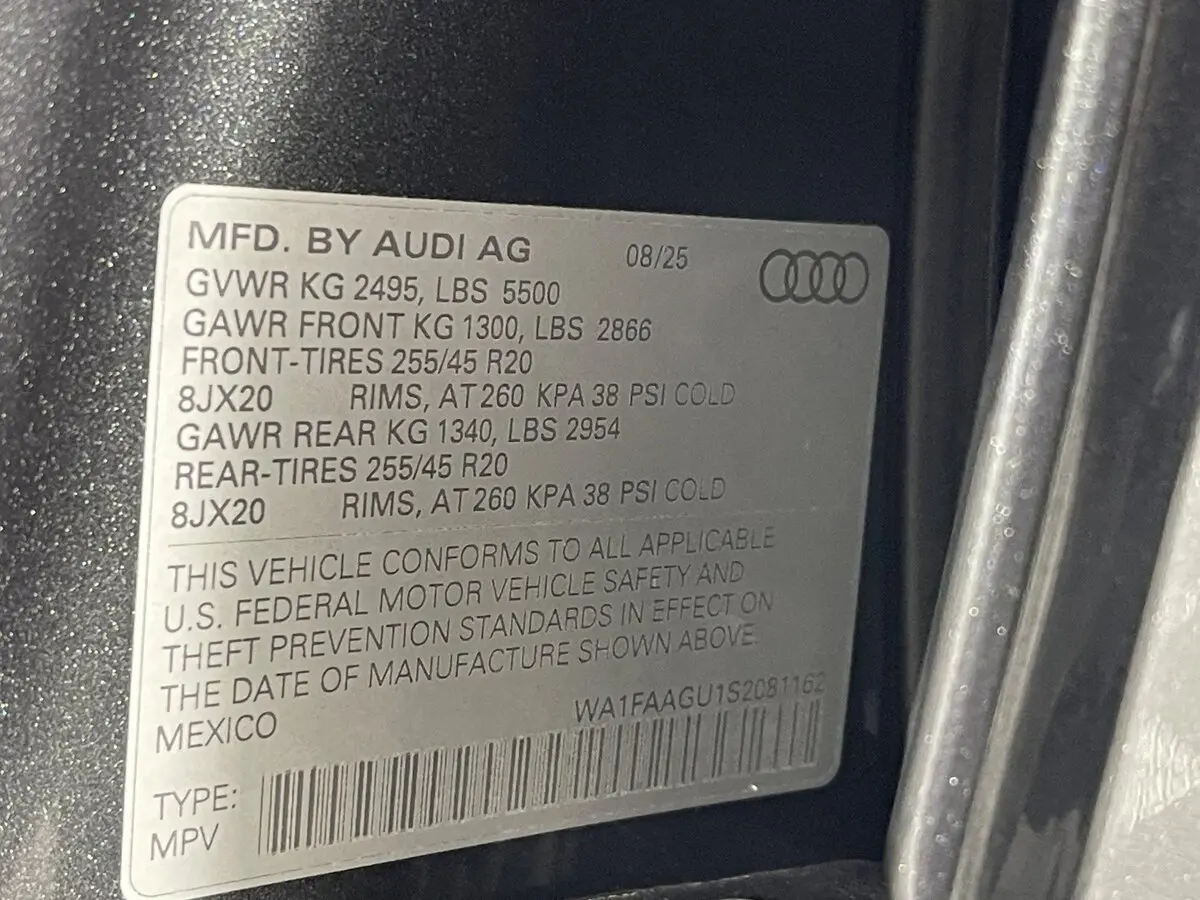 MFD. BY AUDI AG 08/25
GVWR KG 2495, LBS 5500
GAWR FRONT KG 1300, LBS 2866
FRONT-TIRES 255/45 R20
8JX20 RIMS, AT 260 KPA 38 PSI COLD
GAWR REAR KG 1340, LBS 2954
REAR-TIRES 255/45 R20
8JX20 RIMS, AT 260 KPA 38 PSI COLD
THIS VEHICLE CONFORMS TO ALL APPLICABLE
U.S. FEDERAL MOTOR VEHICLE SAFETY AND
THEFT PREVENTION STANDARDS IN EFFECT ON
THE DATE OF MANUFACTURE SHOWN ABOVE.
MEXICO WA1FAAGU1S2081162
TYPE:
MPV